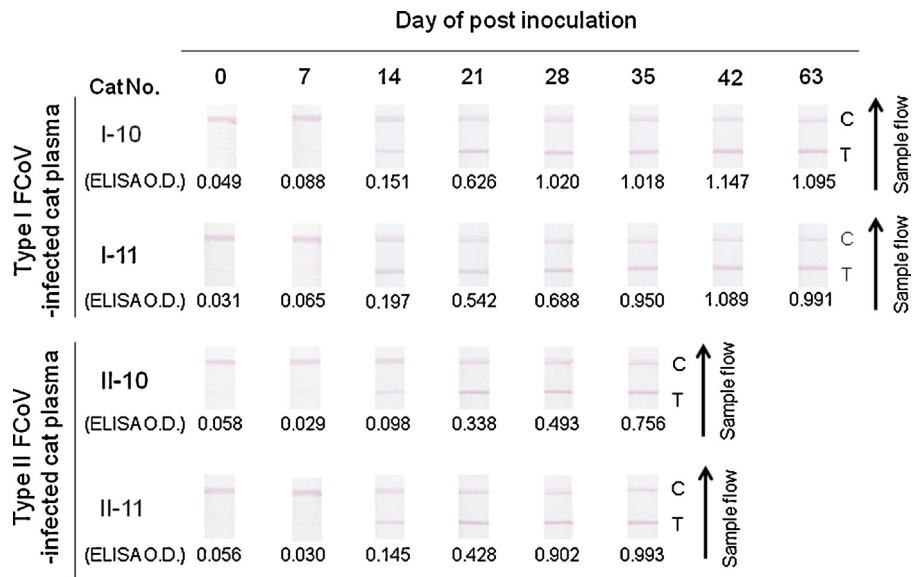 Day of post inoculation
Cat No. 0 7 14 21 28 35 42 63
Type I FCoV
-infected cat plasma
I-10
C
T
Sample flow
(ELISA O.D.) 0.049 0.088 0.151 0.626 1.020 1.018 1.147 1.095
I-11
C
T
Sample flow
(ELISA O.D.) 0.031 0.065 0.197 0.542 0.688 0.950 1.089 0.991
Type II FCoV
-infected cat plasma
II-10
C
T
Sample flow
(ELISA O.D.) 0.058 0.029 0.098 0.338 0.493 0.756
II-11
C
T
Sample flow
(ELISA O.D.) 0.056 0.030 0.145 0.428 0.902 0.993